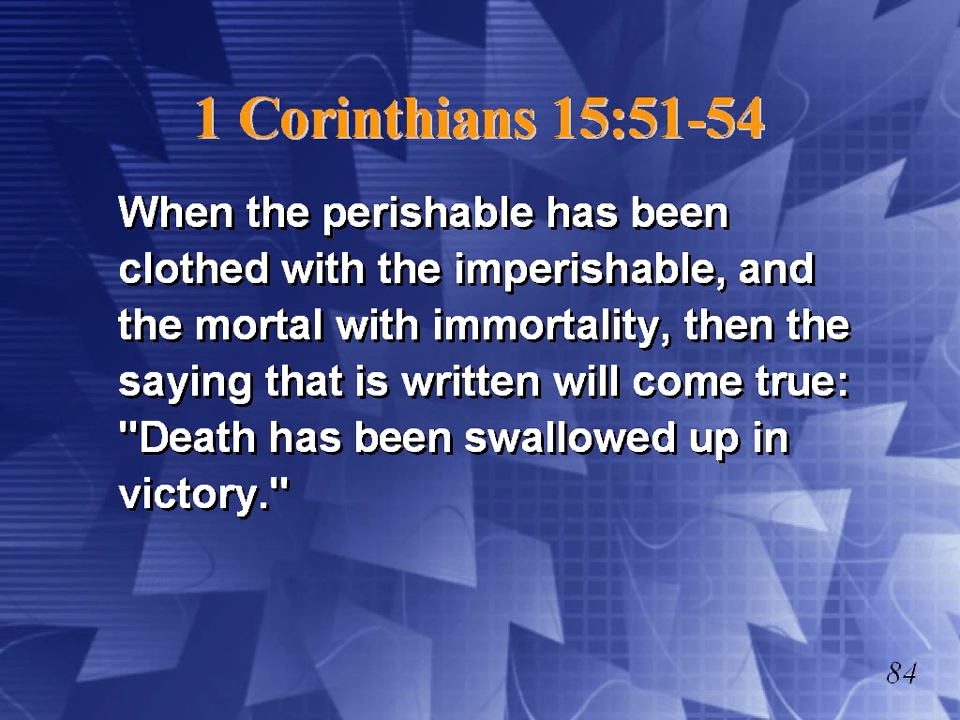 1 Corinthians 15:51-54
When the perishable has been
clothed with the imperishable, and
the mortal with immortality, then the
saying that is written will come true:
"Death has been swallowed up in
victory."
84